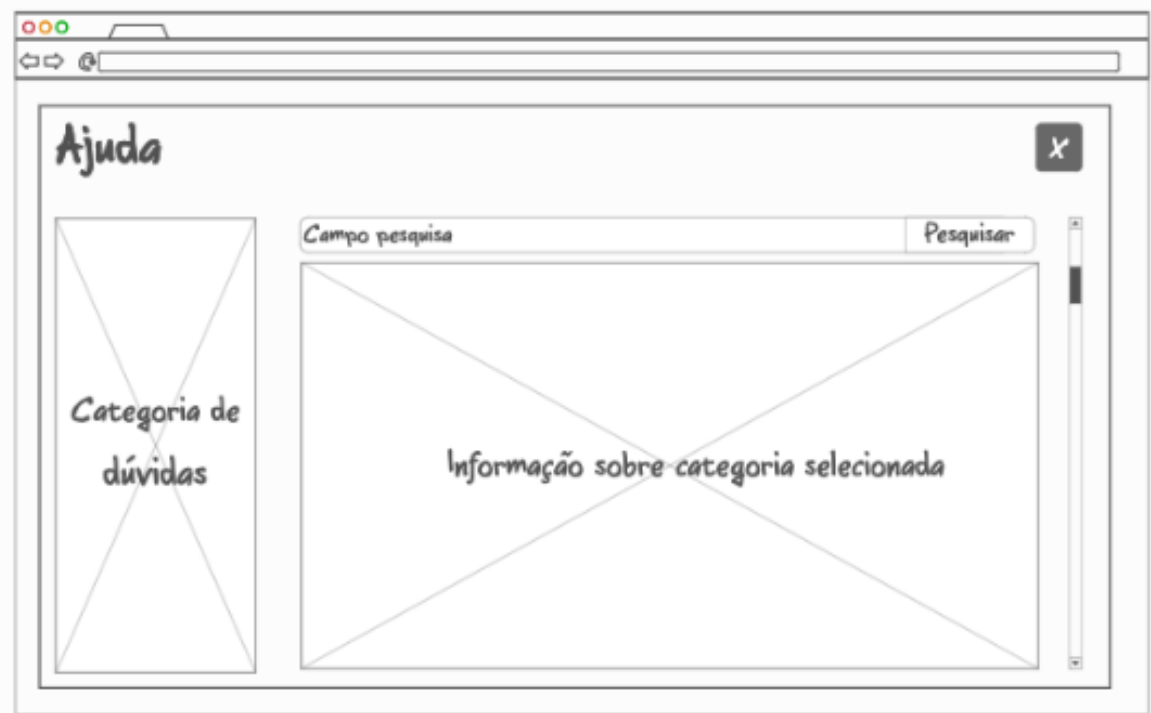 Ajuda
X
Campo pesquisa
Pesquisar
Categoria de
dúvidas
Informação sobre categoria selecionada